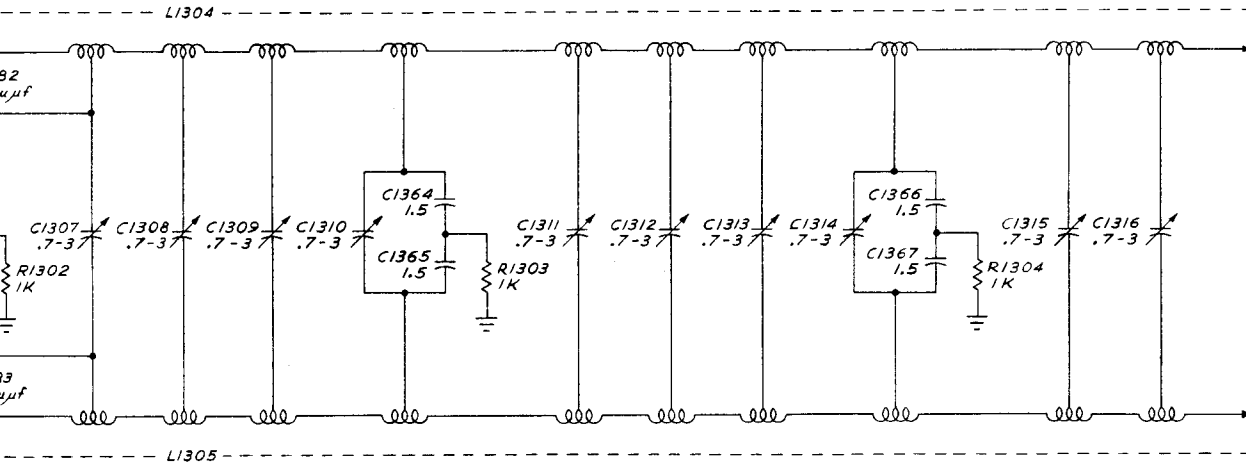 L1304
82
µµf
C1307
.7-3
C1308
.7-3
C1309
.7-3
C1310
.7-3
C1364
1.5
C1365
1.5
R1302
1K
R1303
1K
C1311
.7-3
C1312
.7-3
C1313
.7-3
C1314
.7-3
C1366
1.5
C1367
1.5
R1304
1K
C1315
.7-3
C1316
.7-3
83
µµf
L1305